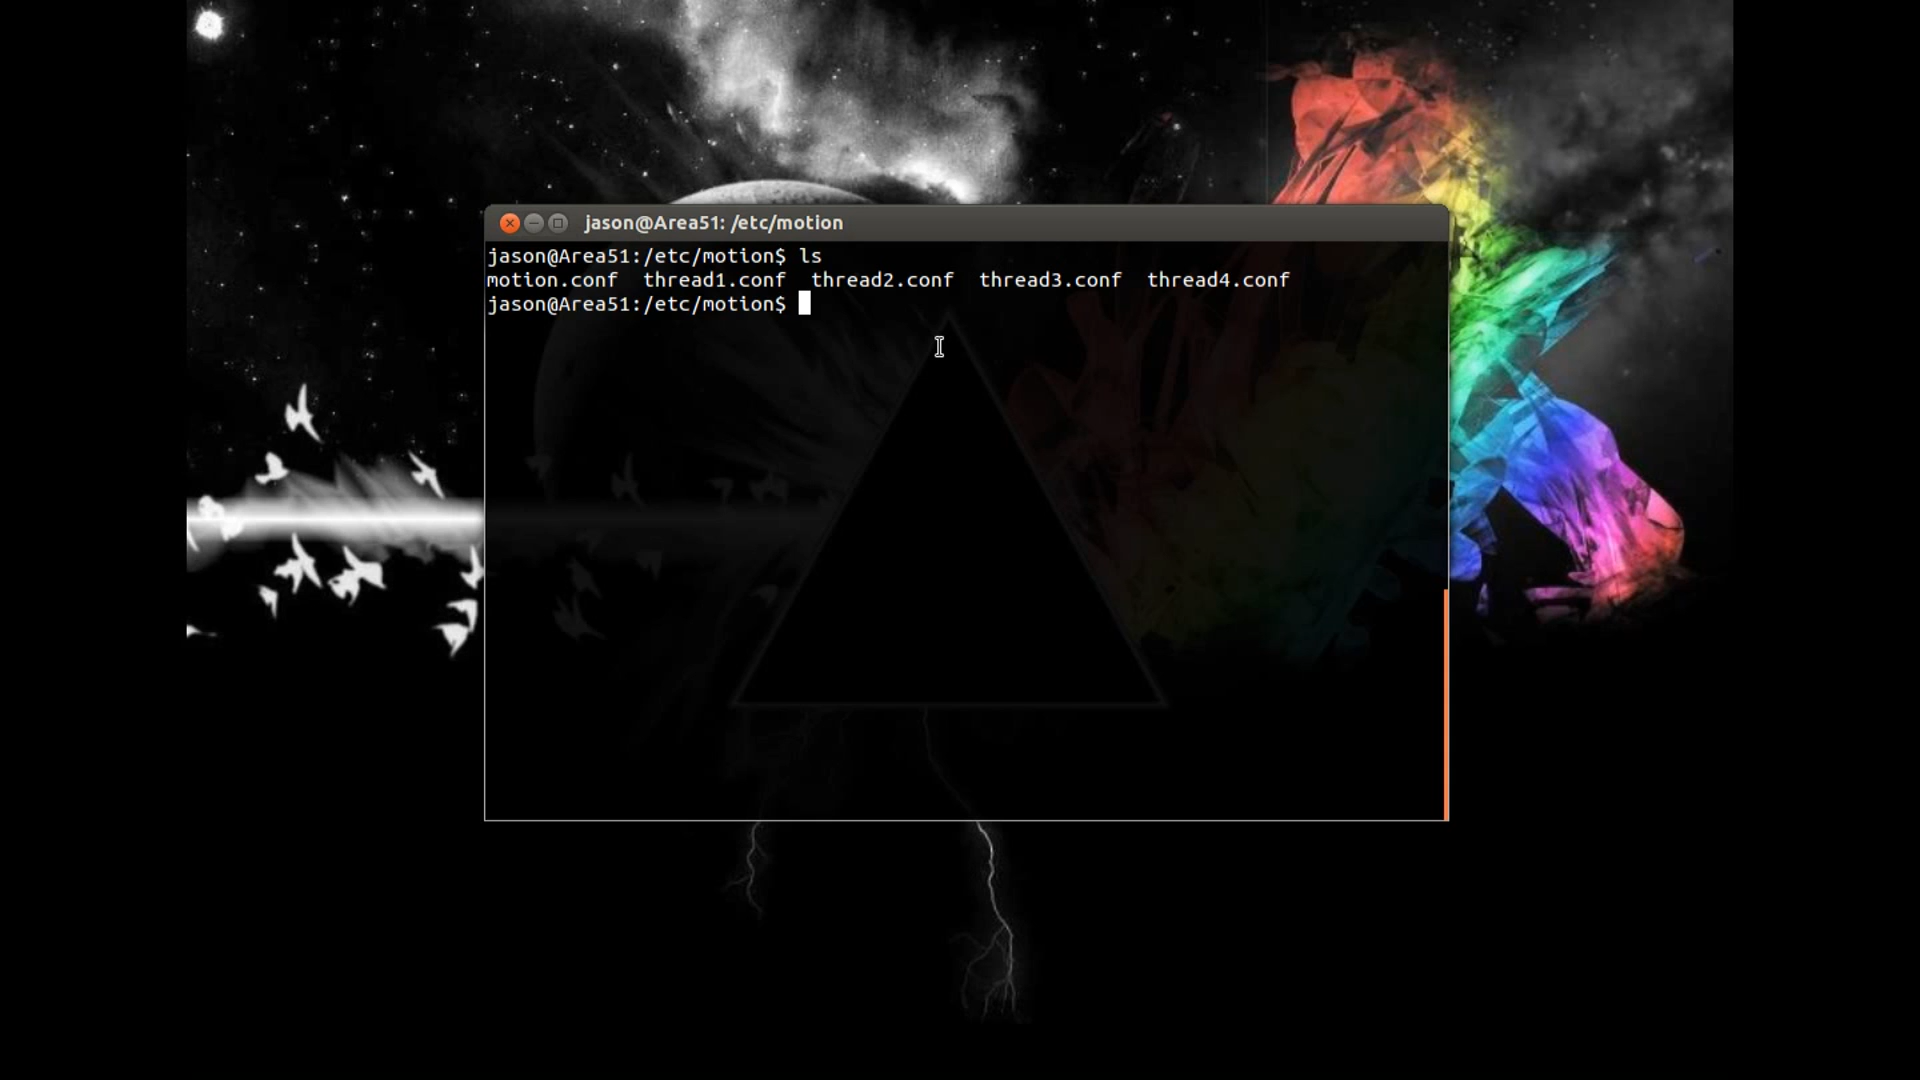 jason@Area51: /etc/motion
jason@Area51:/etc/motion$ ls
motion.conf  thread1.conf  thread2.conf  thread3.conf  thread4.conf
jason@Area51:/etc/motion$